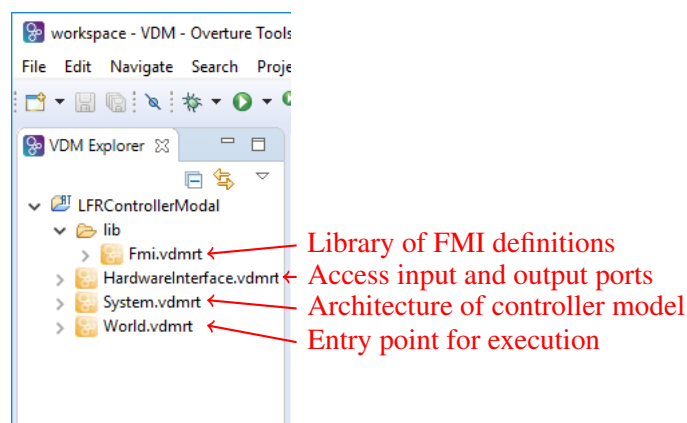 workspace - VDM - Overture Tools
File Edit Navigate Search Proje
VDM Explorer
LFRControllerModal
lib
Fmi.vdmrt
Library of FMI definitions
HardwareInterface.vdmrt
Access input and output ports
System.vdmrt
Architecture of controller model
World.vdmrt
Entry point for execution